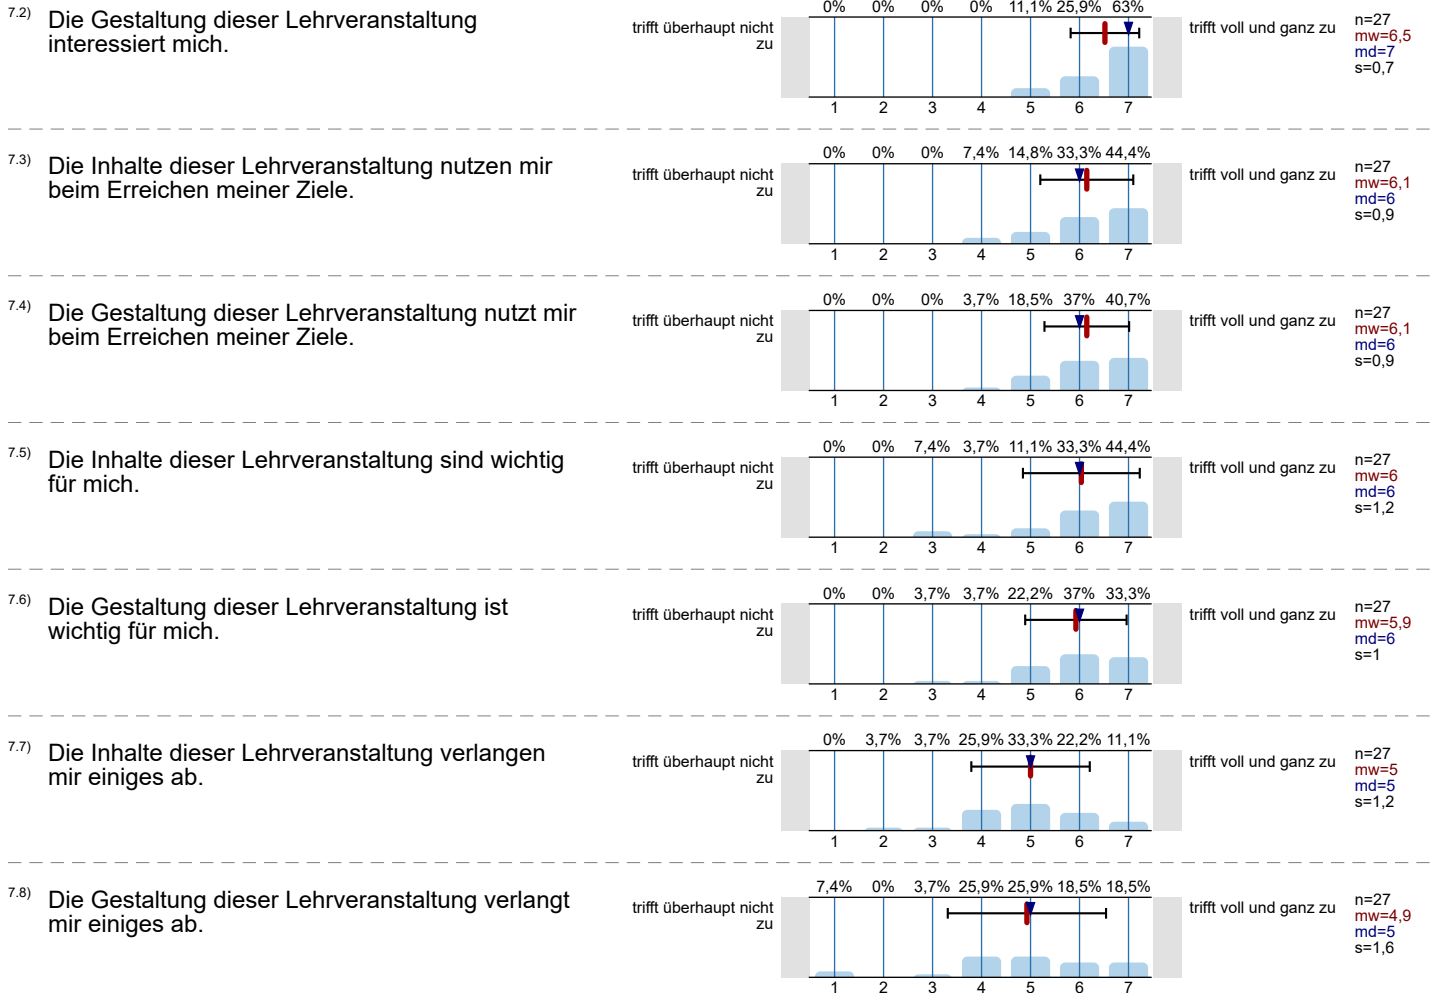 7.2) Die Gestaltung dieser Lehrveranstaltung
interessiert mich.
trifft überhaupt nicht
zu
0% 0% 0% 0% 11,1% 25,9% 63%
1 2 3 4 5 6 7
trifft voll und ganz zu
n=27
mw=6,5
md=7
s=0,7
7.3) Die Inhalte dieser Lehrveranstaltung nutzen mir
beim Erreichen meiner Ziele.
trifft überhaupt nicht
zu
0% 0% 0% 7,4% 14,8% 33,3% 44,4%
1 2 3 4 5 6 7
trifft voll und ganz zu
n=27
mw=6,1
md=6
s=0,9
7.4) Die Gestaltung dieser Lehrveranstaltung nutzt mir
beim Erreichen meiner Ziele.
trifft überhaupt nicht
zu
0% 0% 0% 3,7% 18,5% 37% 40,7%
1 2 3 4 5 6 7
trifft voll und ganz zu
n=27
mw=6,1
md=6
s=0,9
7.5) Die Inhalte dieser Lehrveranstaltung sind wichtig
für mich.
trifft überhaupt nicht
zu
0% 0% 7,4% 3,7% 11,1% 33,3% 44,4%
1 2 3 4 5 6 7
trifft voll und ganz zu
n=27
mw=6
md=6
s=1,2
7.6) Die Gestaltung dieser Lehrveranstaltung ist
wichtig für mich.
trifft überhaupt nicht
zu
0% 0% 3,7% 3,7% 22,2% 37% 33,3%
1 2 3 4 5 6 7
trifft voll und ganz zu
n=27
mw=5,9
md=6
s=1
7.7) Die Inhalte dieser Lehrveranstaltung verlangen
mir einiges ab.
trifft überhaupt nicht
zu
0% 3,7% 3,7% 25,9% 33,3% 22,2% 11,1%
1 2 3 4 5 6 7
trifft voll und ganz zu
n=27
mw=5
md=5
s=1,2
7.8) Die Gestaltung dieser Lehrveranstaltung verlangt
mir einiges ab.
trifft überhaupt nicht
zu
7,4% 0% 3,7% 25,9% 25,9% 18,5% 18,5%
1 2 3 4 5 6 7
trifft voll und ganz zu
n=27
mw=4,9
md=5
s=1,6